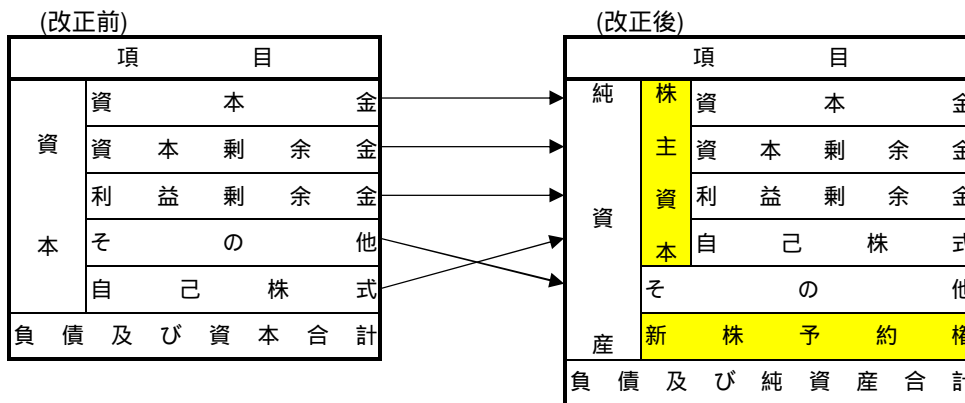 (改正前)
項目
資本
資本金
資本剰余金
利益剰余金
その他
自己株式
負債及び資本合計
(改正後)
項目
純資産
株主資本
資本金
資本剰余金
利益剰余金
自己株式
その他
新株予約権
負債及び純資産合計